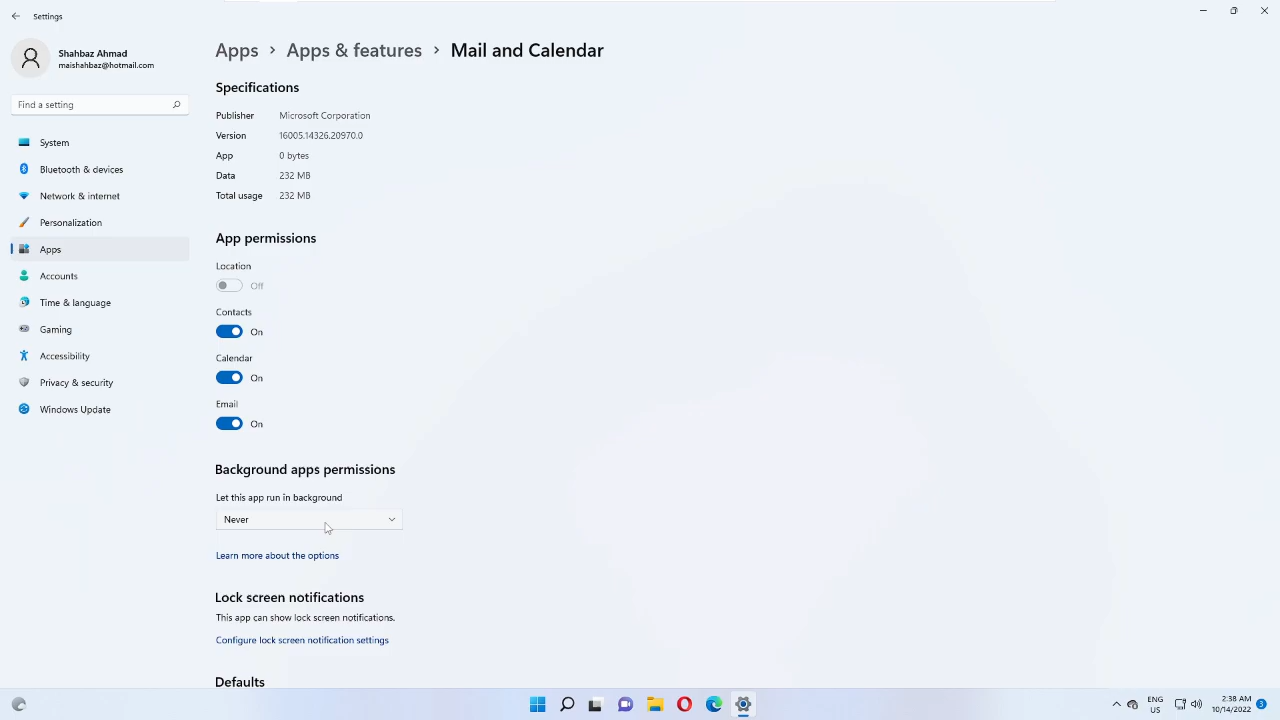 Settings
Shahbaz Ahmad
maishahbaz@hotmail.com
Find a setting
System
Bluetooth & devices
Network & internet
Personalization
Apps
Accounts
Time & language
Gaming
Accessibility
Privacy & security
Windows Update
Apps > Apps & features > Mail and Calendar
Specifications
Publisher Microsoft Corporation
Version 16005.14326.20970.0
App 0 bytes
Data 232 MB
Total usage 232 MB
App permissions
Location
Off
Contacts
On
Calendar
On
Email
On
Background apps permissions
Let this app run in background
Never
Learn more about the options
Lock screen notifications
This app can show lock screen notifications.
Configure lock screen notification settings
Defaults
ENG
US
2:38 AM
10/14/2022
3